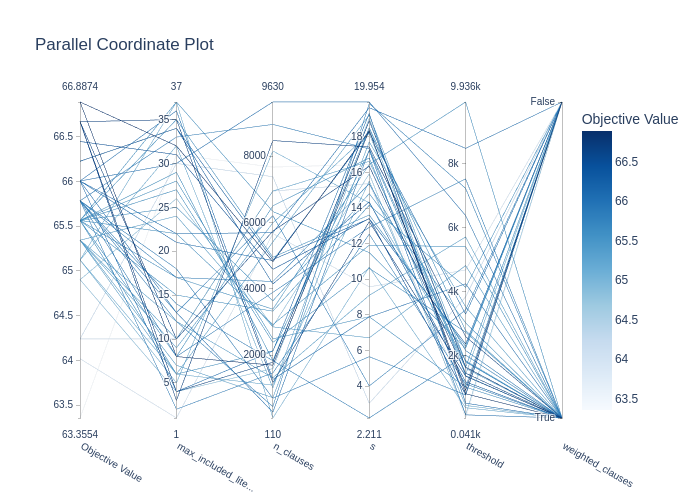 Parallel Coordinate Plot
66.8874 37 9630 19.954 9.936k
Objective Value
False
66.5 35 18
8000 8k 66.5
66 30 16
66
25 14
6000 6k
65.5 20 12 65.5
65 15 10 65
4000 4k
64.5 8 64.5
10
2000 6 2k
64 64
5 4
63.5 63.5
True
63.3554 1 110 2.211 0.041k
Objective Value max_included_lite... n_clauses s threshold weighted_clauses